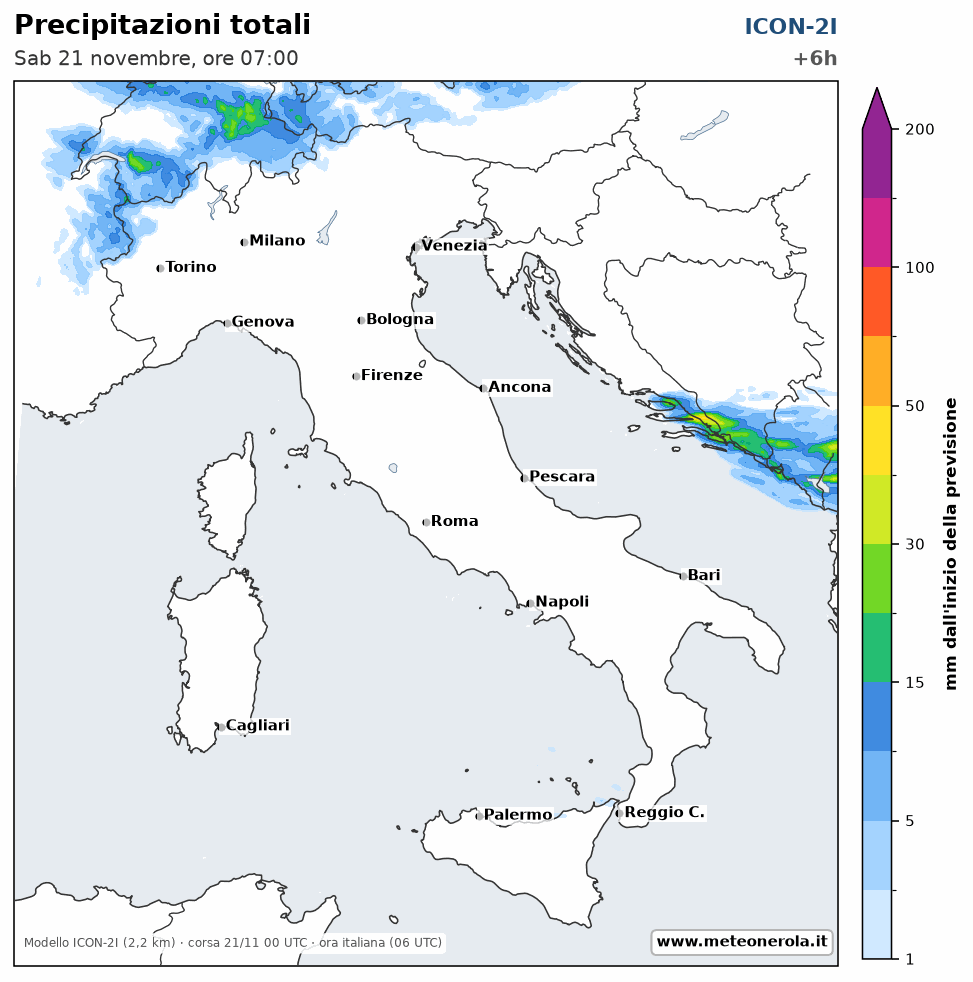 Precipitazioni totali
ICON-2I
Sab 21 novembre, ore 07:00
+6h
200
100
50
30
15
5
1
mm dall'inizio della previsione
Milano
Venezia
Torino
Genova
Bologna
Firenze
Ancona
Pescara
Roma
Bari
Napoli
Cagliari
Palermo
Reggio C.
Modello ICON-2I (2,2 km) · corsa 21/11 00 UTC · ora italiana (06 UTC)
www.meteonerola.it